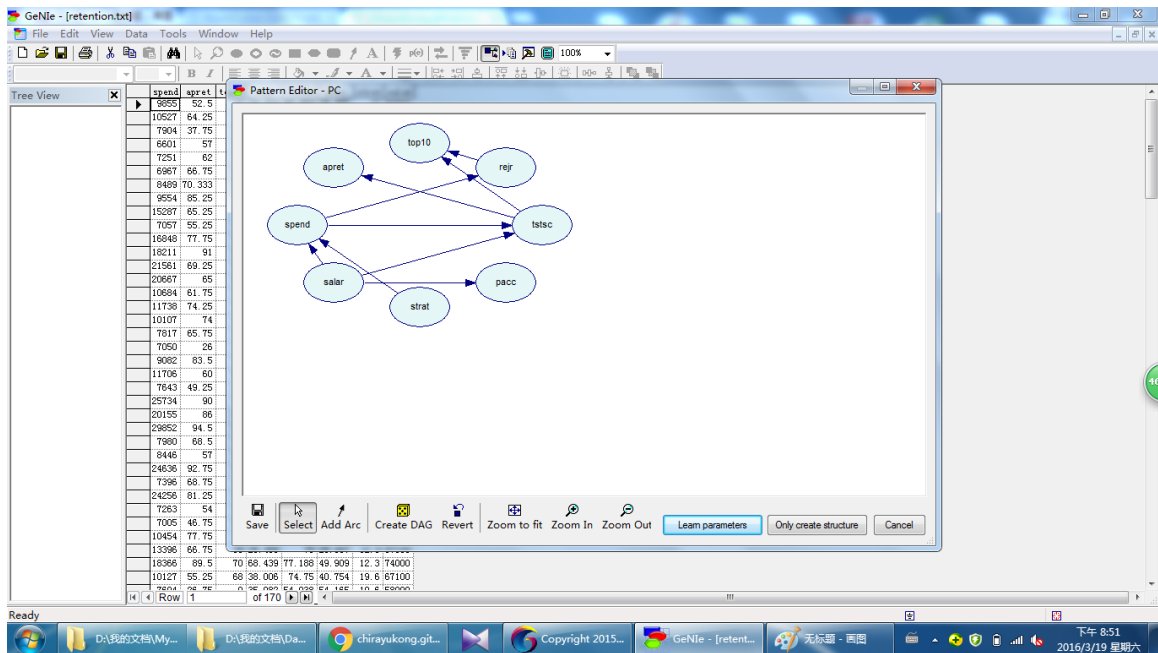 GeNIe - [retention.txt]
File Edit View Data Tools Window Help
100%
Tree View
spend apret
9855 52.5
10527 64.25
7904 37.75
6601 57
7251 62
6967 66.75
8489 70.333
9554 85.25
15287 65.25
7057 55.25
16848 77.75
18211 91
21561 69.25
20667 65
10684 61.75
11738 74.25
10107 74
7817 65.75
7050 26
9082 83.5
11706 60
7643 49.25
25734 90
20155 86
29852 94.5
7980 68.5
8446 57
24636 92.75
7396 68.75
24256 81.25
7263 54
7005 46.75
10454 77.75
13396 66.75
18366 89.5 70 68.439 77.188 49.909 12.3 74000
10127 55.25 68 38.006 74.75 40.754 19.6 67100
Row 1 of 170
Pattern Editor - PC
top10
apret
rejr
spend
tstsc
salar
pacc
strat
Save Select Add Arc Create DAG Revert Zoom to fit Zoom In Zoom Out Learn parameters Only create structure Cancel
Ready
D:\我的文档\My... D:\我的文档\Da... chirayukong.git... Copyright 2015... GeNIe - [retent... 无标题 - 画图
下午 8:51
2016/3/19 星期六